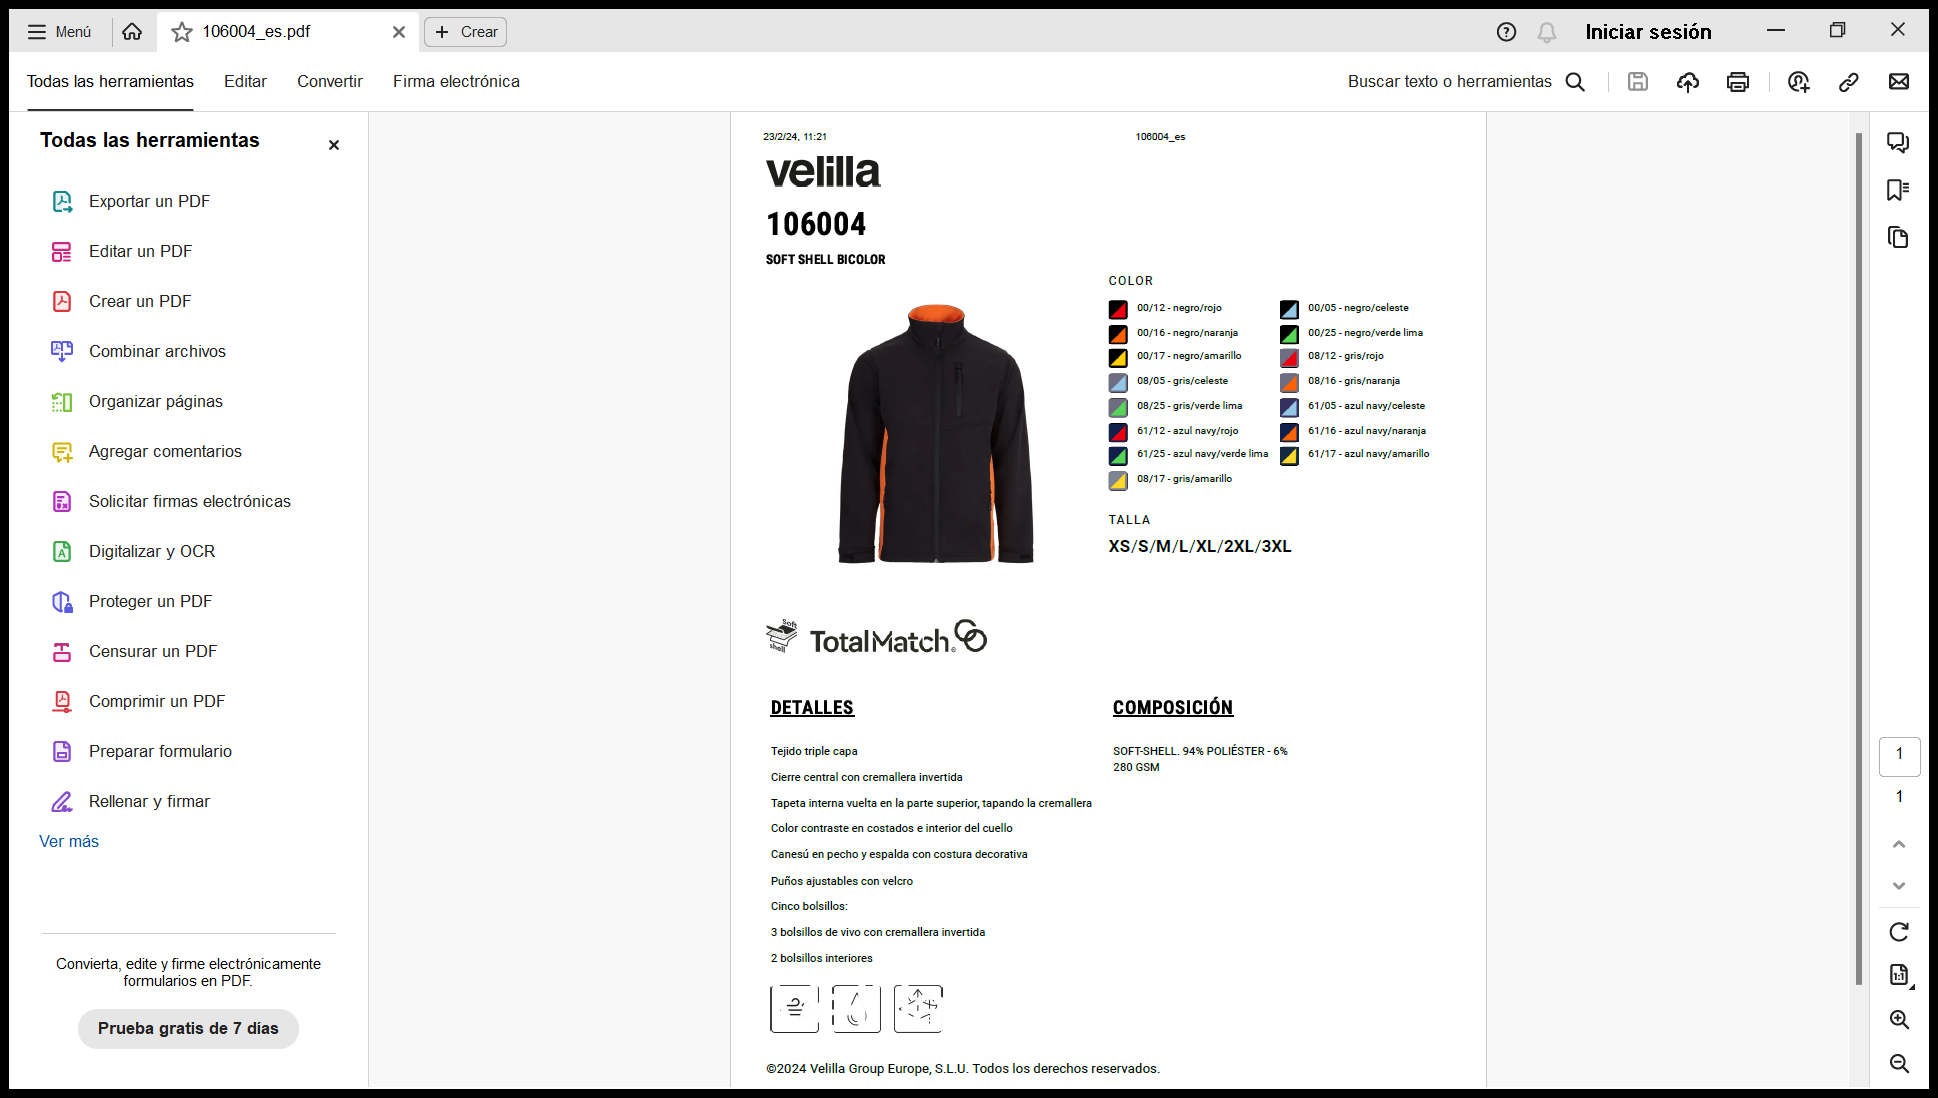 Menú
106004_es.pdf
Crear
Iniciar sesión
Todas las herramientas
Editar
Convertir
Firma electrónica
Buscar texto o herramientas
Todas las herramientas
Exportar un PDF
Editar un PDF
Crear un PDF
Combinar archivos
Organizar páginas
Agregar comentarios
Solicitar firmas electrónicas
Digitalizar y OCR
Proteger un PDF
Censurar un PDF
Comprimir un PDF
Preparar formulario
Rellenar y firmar
Ver más
Convierta, edite y firme electrónicamente
formularios en PDF.
Prueba gratis de 7 días
23/2/24, 11:21
106004_es
velilla
106004
SOFT SHELL BICOLOR
COLOR
00/12 - negro/rojo
00/05 - negro/celeste
00/16 - negro/naranja
00/25 - negro/verde lima
00/17 - negro/amarillo
08/12 - gris/rojo
08/05 - gris/celeste
08/16 - gris/naranja
08/25 - gris/verde lima
61/05 - azul navy/celeste
61/12 - azul navy/rojo
61/16 - azul navy/naranja
61/25 - azul navy/verde lima
61/17 - azul navy/amarillo
08/17 - gris/amarillo
TALLA
XS/S/M/L/XL/2XL/3XL
Soft
shell
TotalMatch®
DETALLES
Tejido triple capa
Cierre central con cremallera invertida
Tapeta interna vuelta en la parte superior, tapando la cremallera
Color contraste en costados e interior del cuello
Canesú en pecho y espalda con costura decorativa
Puños ajustables con velcro
Cinco bolsillos:
3 bolsillos de vivo con cremallera invertida
2 bolsillos interiores
COMPOSICIÓN
SOFT-SHELL. 94% POLIÉSTER - 6%
280 GSM
©2024 Velilla Group Europe, S.L.U. Todos los derechos reservados.
1
1
1:1